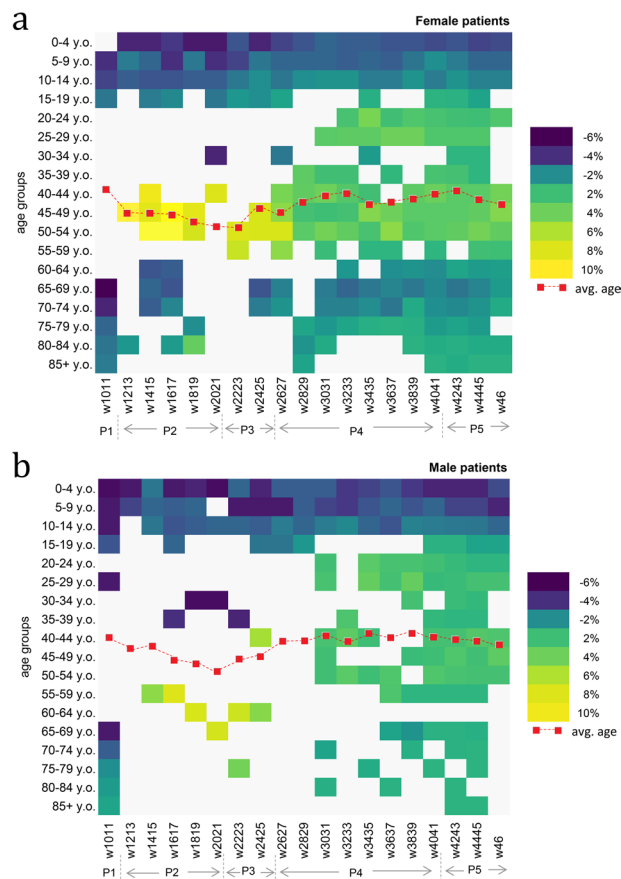 a
Female patients
0-4 y.o.
5-9 y.o.
10-14 y.o.
15-19 y.o.
20-24 y.o.
25-29 y.o.
30-34 y.o.
35-39 y.o.
40-44 y.o.
45-49 y.o.
50-54 y.o.
55-59 y.o.
60-64 y.o.
65-69 y.o.
70-74 y.o.
75-79 y.o.
80-84 y.o.
85+ y.o.
age groups
-6%
-4%
-2%
2%
4%
6%
8%
10%
avg. age
w1011 w1213 w1415 w1617 w1819 w2021 w2223 w2425 w2627 w2829 w3031 w3233 w3435 w3637 w3839 w4041 w4243 w4445 w46
P1 P2 P3 P4 P5
b
Male patients
0-4 y.o.
5-9 y.o.
10-14 y.o.
15-19 y.o.
20-24 y.o.
25-29 y.o.
30-34 y.o.
35-39 y.o.
40-44 y.o.
45-49 y.o.
50-54 y.o.
55-59 y.o.
60-64 y.o.
65-69 y.o.
70-74 y.o.
75-79 y.o.
80-84 y.o.
85+ y.o.
age groups
-6%
-4%
-2%
2%
4%
6%
8%
10%
avg. age
w1011 w1213 w1415 w1617 w1819 w2021 w2223 w2425 w2627 w2829 w3031 w3233 w3435 w3637 w3839 w4041 w4243 w4445 w46
P1 P2 P3 P4 P5